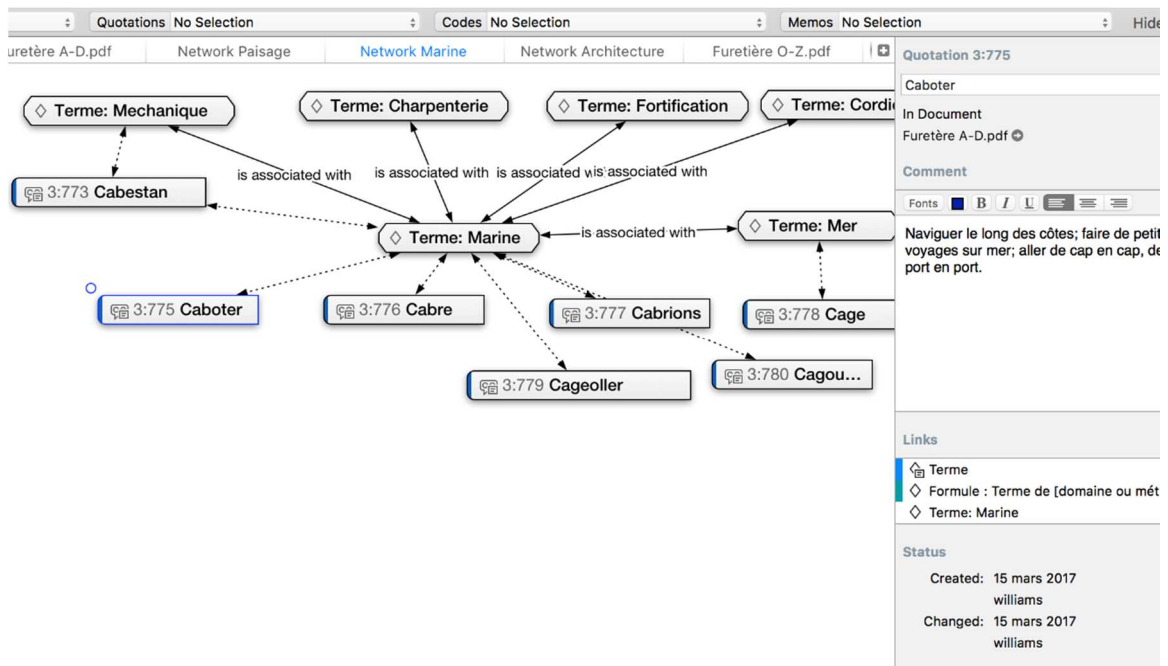 Quotations No Selection Codes No Selection Memos No Selection Hide
uretère A-D.pdf Network Paisage Network Marine Network Architecture Furetière O-Z.pdf
Terme: Mechanique Terme: Charpenterie Terme: Fortification Terme: Cordi
is associated with is associated with is associated wi is associated with
3:773 Cabestan
Terme: Marine is associated with Terme: Mer
3:775 Caboter 3:776 Cabre 3:777 Cabrions 3:778 Cage
3:779 Cageoller 3:780 Cagou...
Quotation 3:775
Caboter
In Document
Furetère A-D.pdf
Comment
Fonts B I U
Naviguer le long des côtes; faire de petit
voyages sur mer; aller de cap en cap, de
port en port.
Links
Terme
Formule : Terme de [domaine ou mét
Terme: Marine
Status
Created: 15 mars 2017
williams
Changed: 15 mars 2017
williams